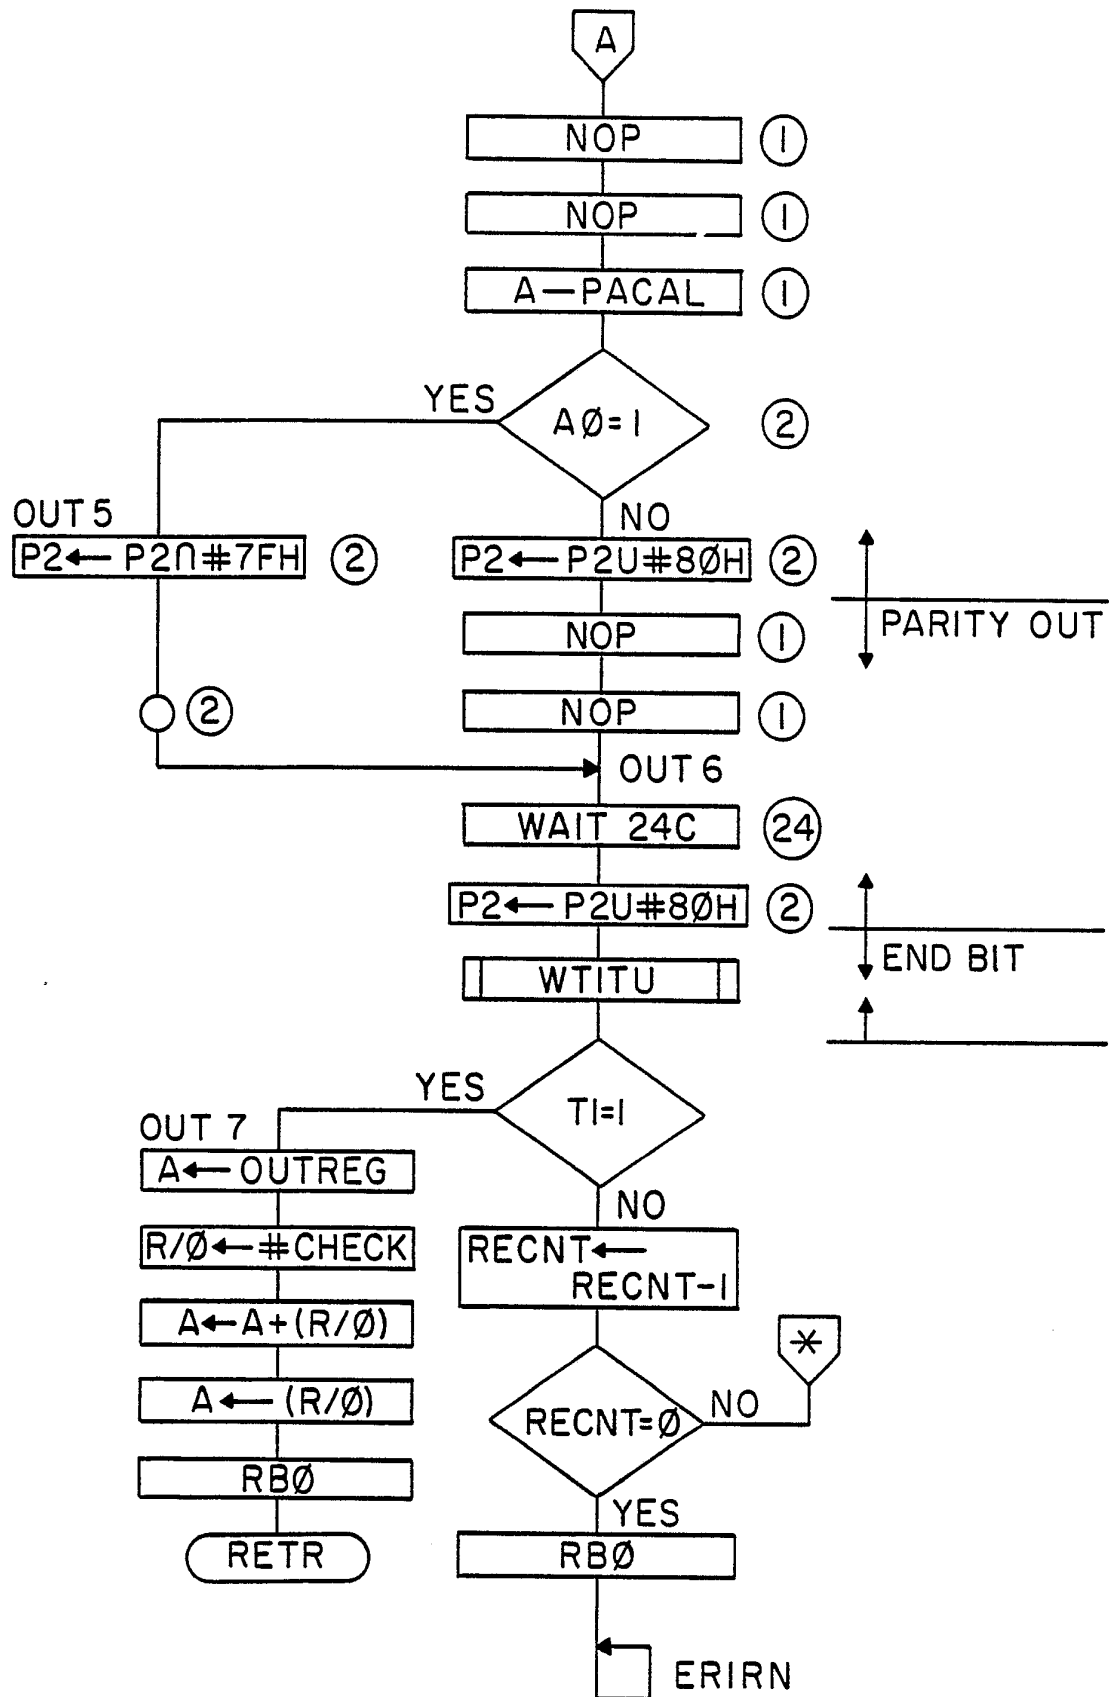 A
NOP ①
NOP ①
A—PACAL ①
YES
AØ=1 ②
OUT 5
NO
P2← P2∩#7FH ②
P2← P2U#8ØH ②
NOP ①
PARITY OUT
②
NOP ①
OUT 6
WAIT 24C ㉔
P2← P2U#8ØH ②
END BIT
WTITU
YES
T1=1
OUT 7
A← OUTREG
NO
R/Ø←#CHECK
RECNT←
RECNT-1
A←A+(R/Ø)
*
A← (R/Ø)
RECNT=Ø
NO
RBØ
YES
RETR
RBØ
ERIRN